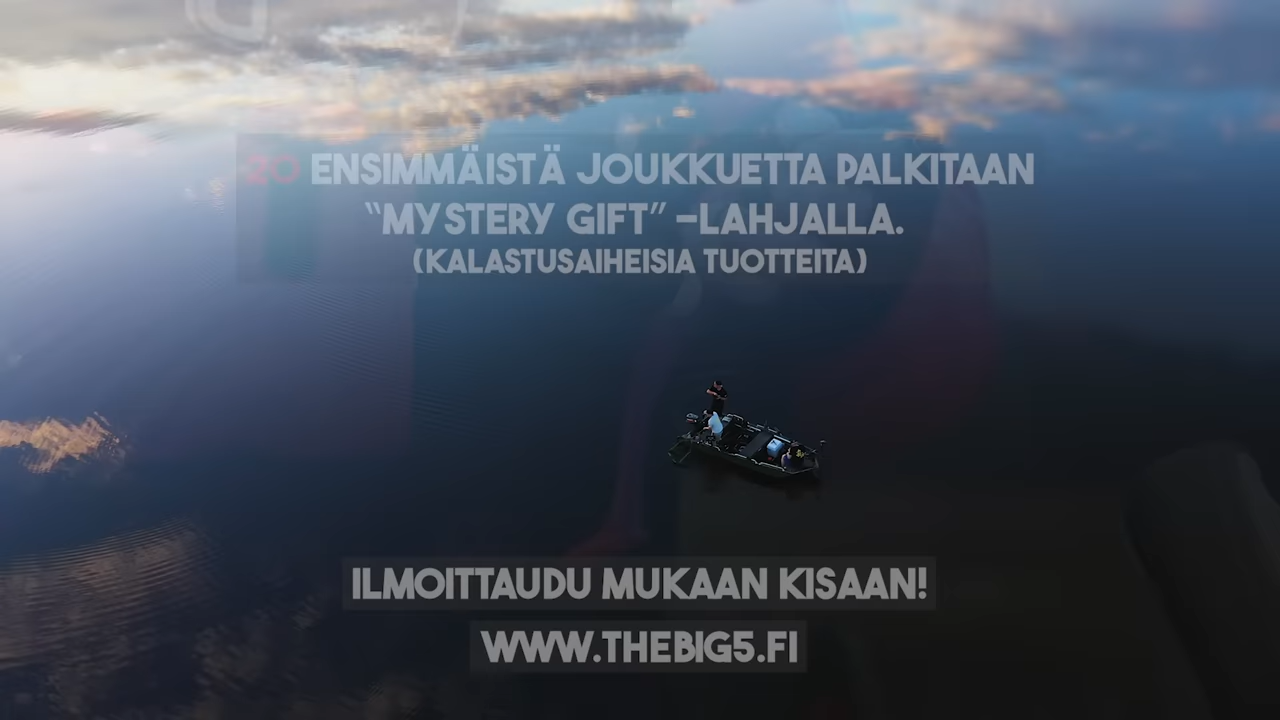 20 ENSIMMÄISTÄ JOUKKUETTA PALKITAAN
"MYSTERY GIFT" -LAHJALLA.
(KALASTUSAIHEISIA TUOTTEITA)
ILMOITTAUDU MUKAAN KISAAN!
WWW.THEBIG5.FI